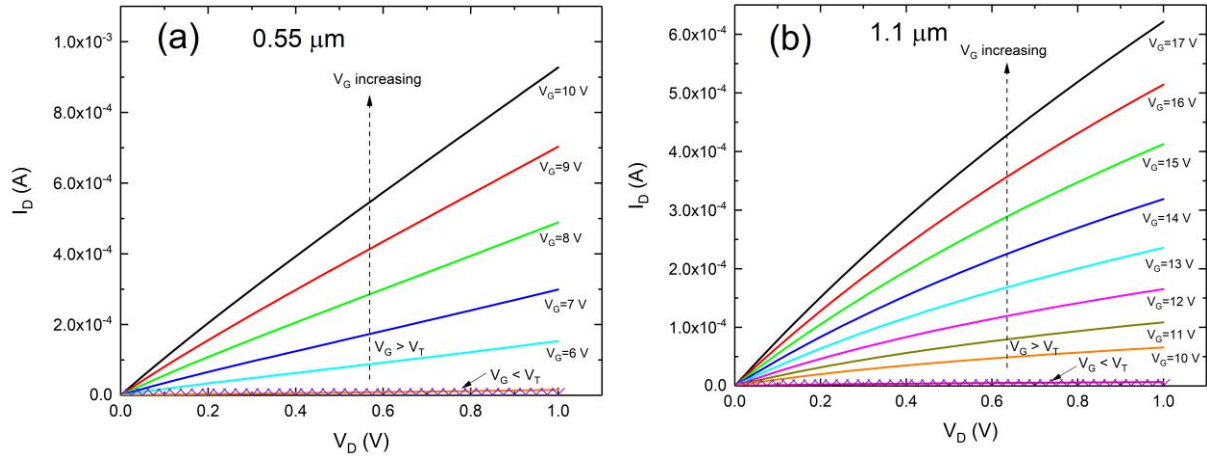 (a)
0.55 μm
V_G increasing
V_G=10 V
V_G=9 V
V_G=8 V
V_G=7 V
V_G=6 V
V_G > V_T
V_G < V_T
1.0x10⁻³
8.0x10⁻⁴
6.0x10⁻⁴
4.0x10⁻⁴
2.0x10⁻⁴
0.0
I_D (A)
0.0 0.2 0.4 0.6 0.8 1.0
V_D (V)
(b)
1.1 μm
V_G increasing
V_G=17 V
V_G=16 V
V_G=15 V
V_G=14 V
V_G=13 V
V_G=12 V
V_G=11 V
V_G=10 V
V_G > V_T
V_G < V_T
6.0x10⁻⁴
5.0x10⁻⁴
4.0x10⁻⁴
3.0x10⁻⁴
2.0x10⁻⁴
1.0x10⁻⁴
0.0
I_D (A)
0.0 0.2 0.4 0.6 0.8 1.0
V_D (V)